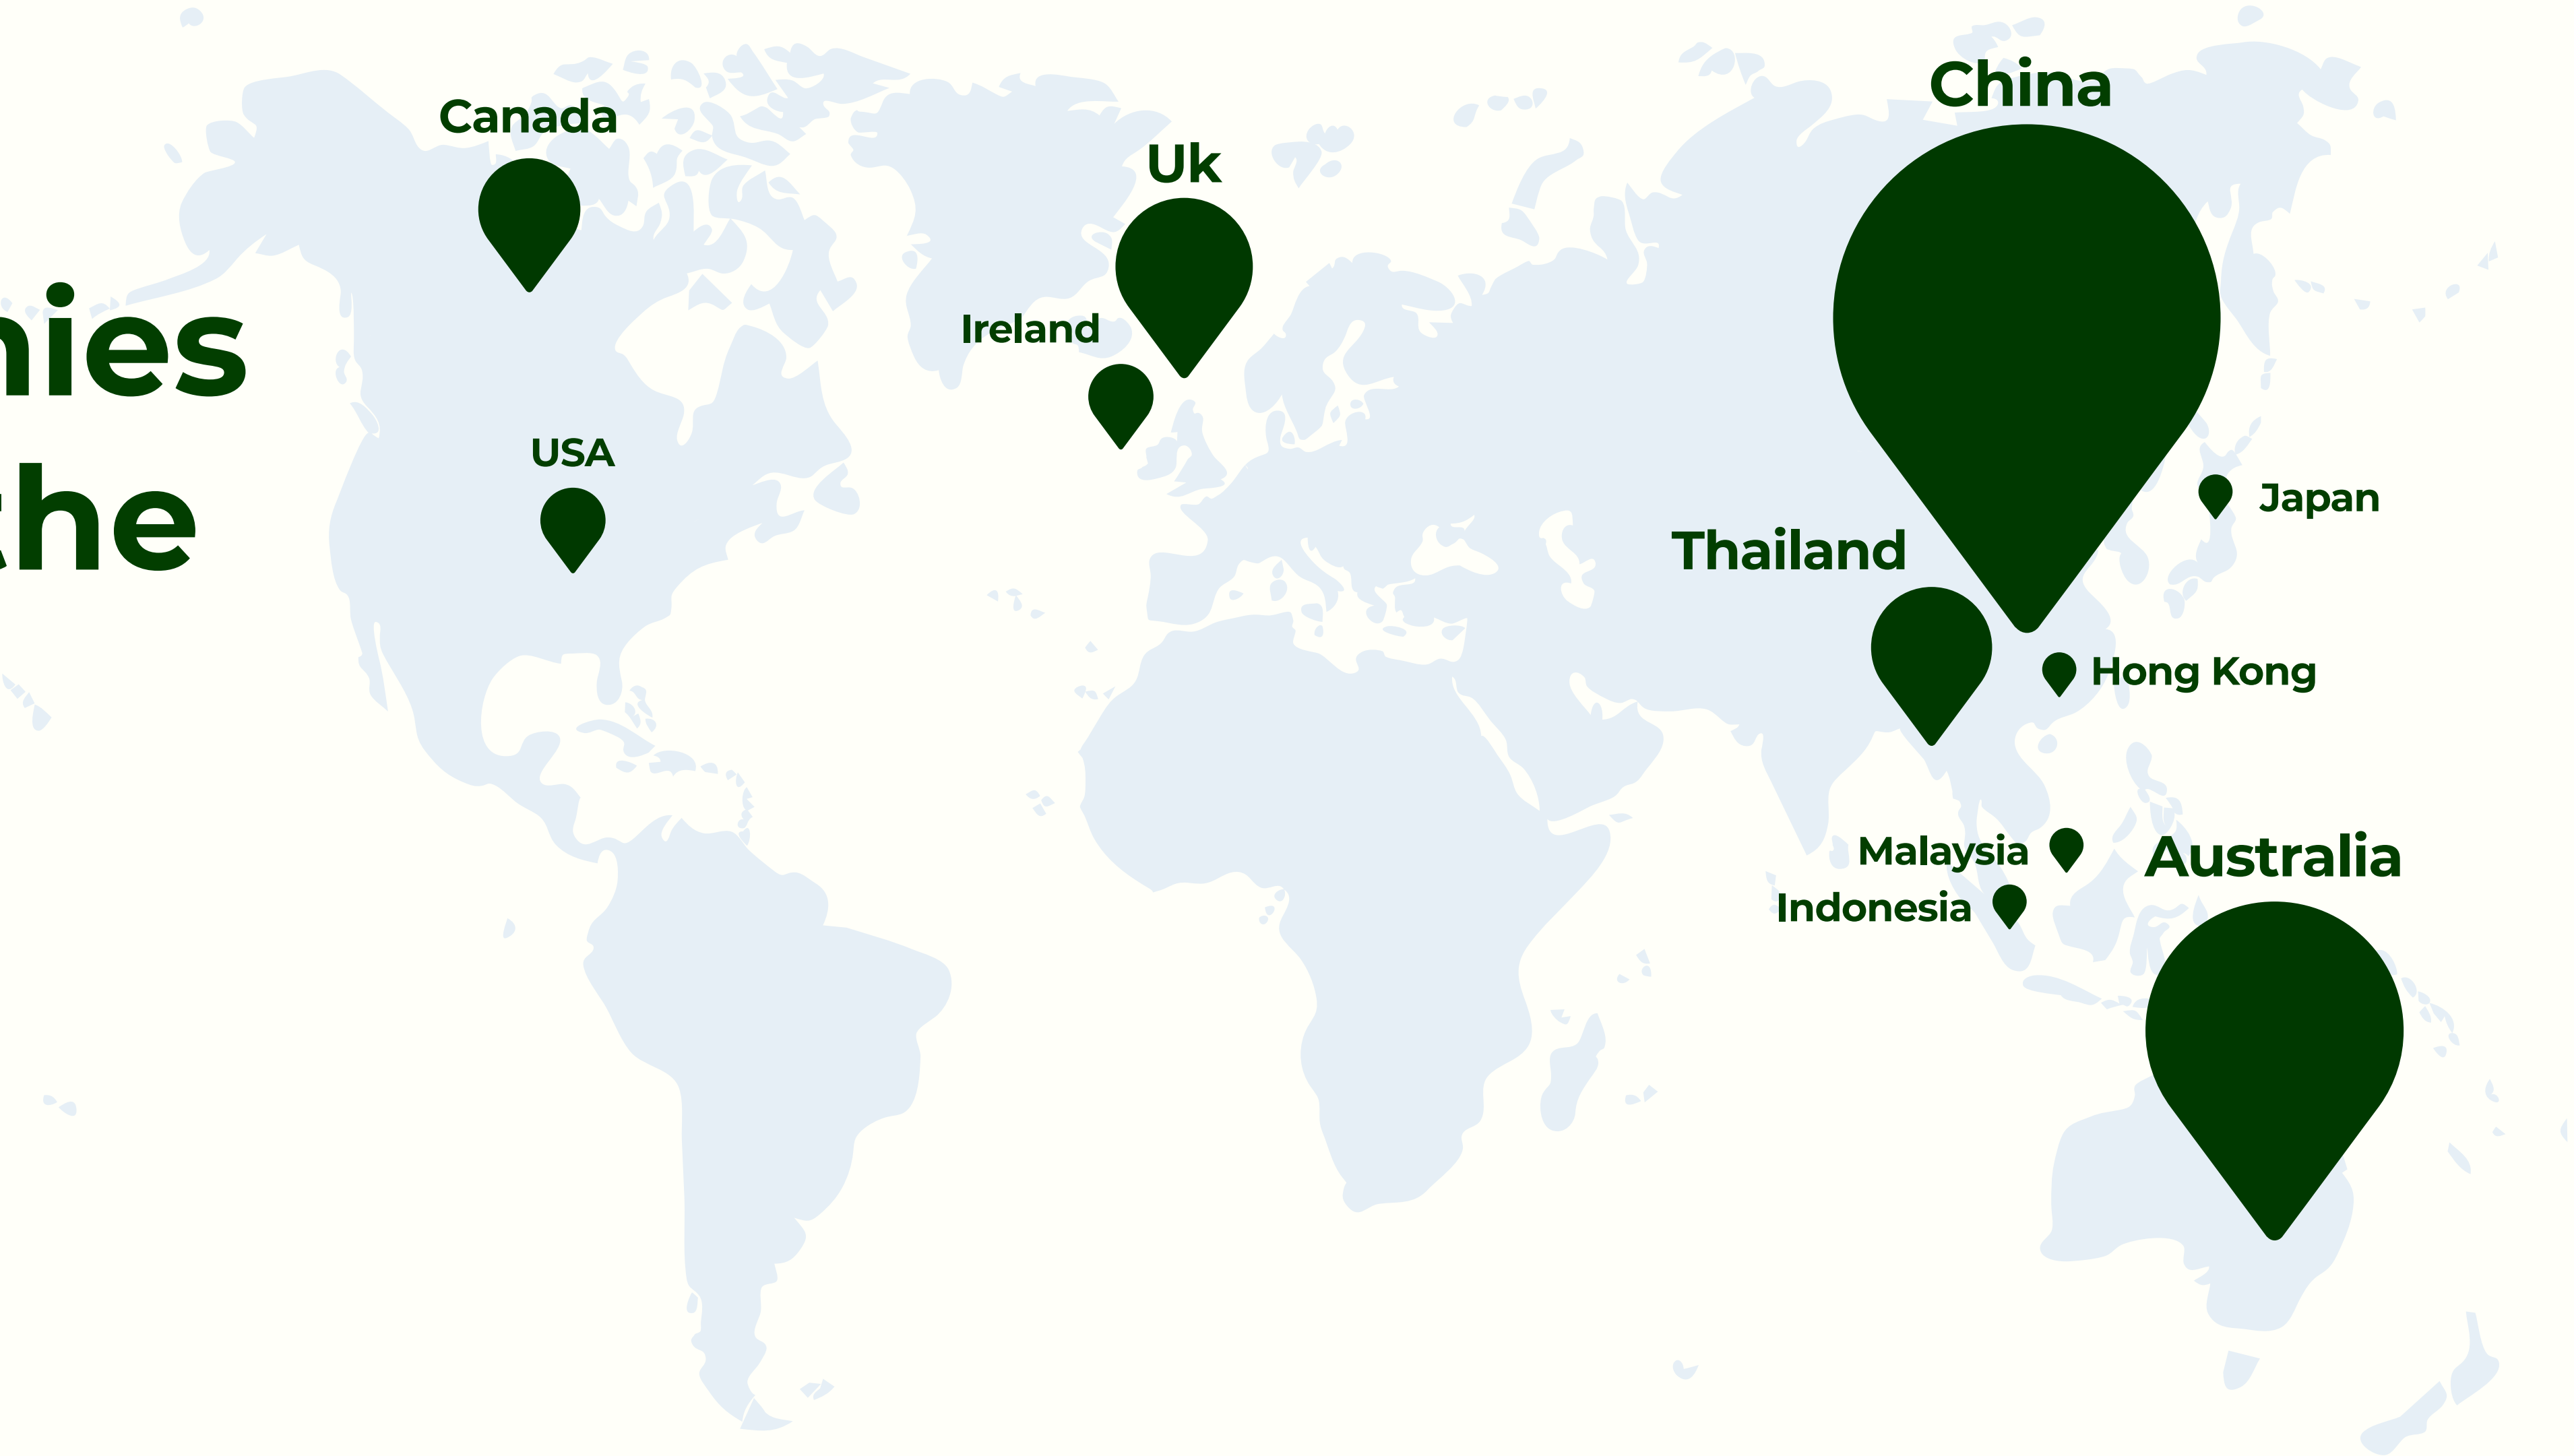 China
Canada
Uk
Ireland
nies
USA
the
Japan
Thailand
Hong Kong
Malaysia
Australia
Indonesia